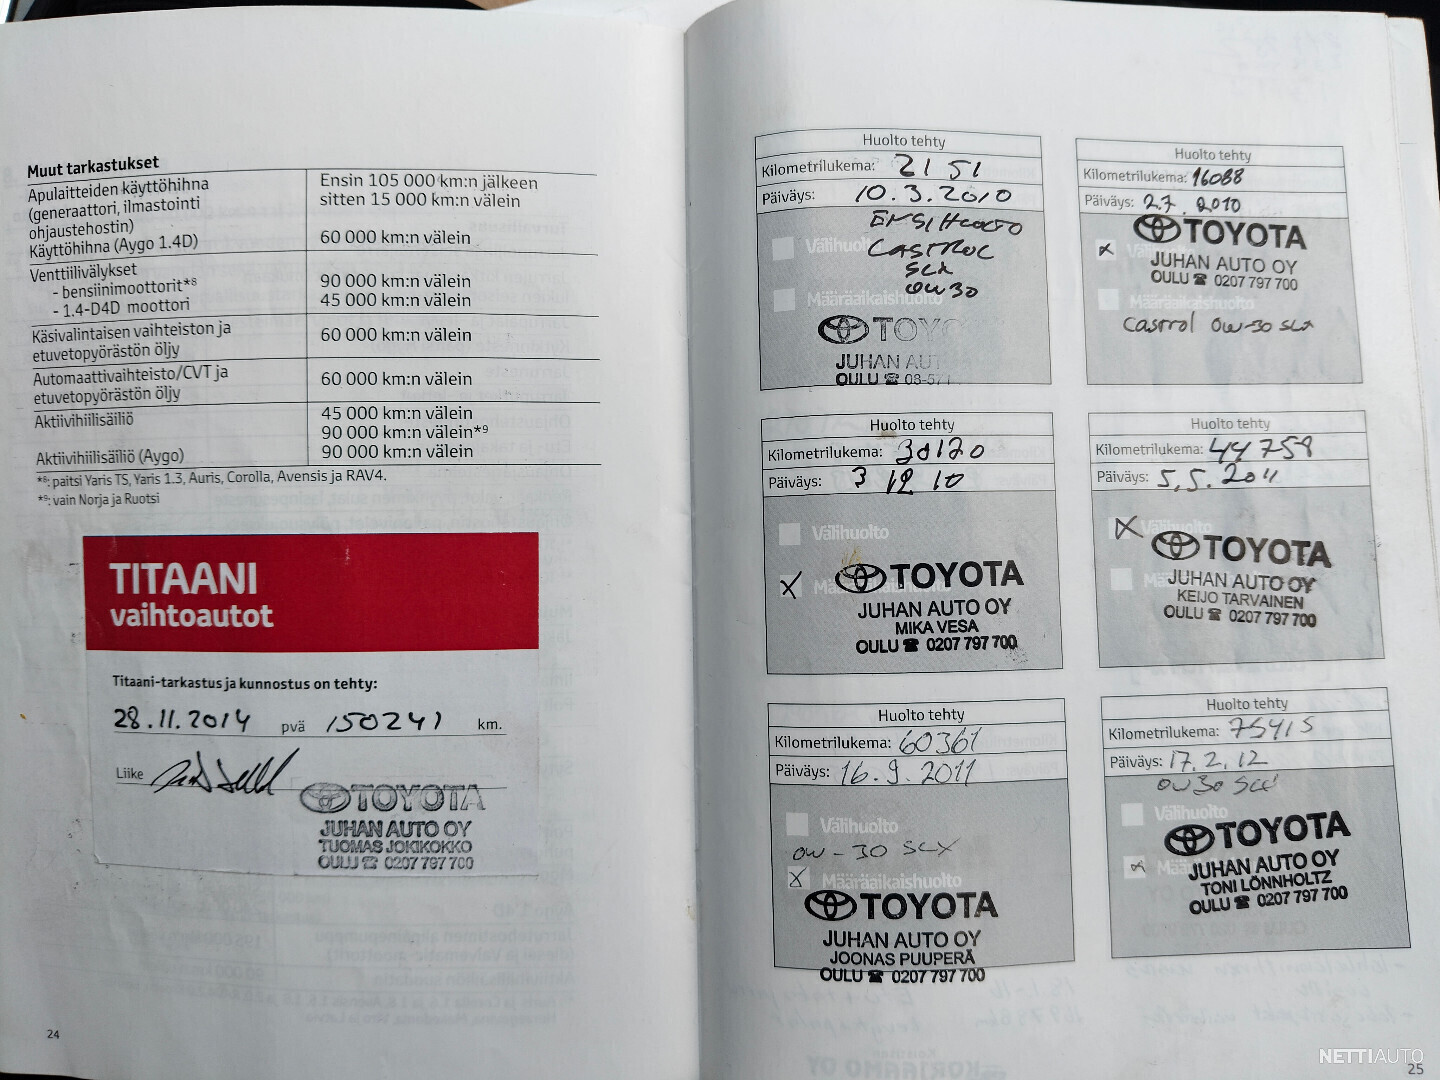 Muut tarkastukset
Apulaitteiden käyttöhihna
(generaattori, ilmastointi
ohjaustehostin)
Käyttöhihna (Aygo 1.4D)
Ensin 105 000 km:n jälkeen
sitten 15 000 km:n välein
60 000 km:n välein
Venttiilivälykset
- bensiinimoottorit*8
- 1.4-D4D moottori
90 000 km:n välein
45 000 km:n välein
Käsivalintaisen vaihteiston ja
etuvetopyörästön öljy
60 000 km:n välein
Automaattivaihteisto/CVT ja
etuvetopyörästön öljy
60 000 km:n välein
Aktiivihiilisäiliö
45 000 km:n välein
90 000 km:n välein*9
Aktiivihiilisäiliö (Aygo)
90 000 km:n välein
*8: paitsi Yaris TS, Yaris 1.3, Auris, Corolla, Avensis ja RAV4.
*9: vain Norja ja Ruotsi
TITAANI
vaihtoautot
Titaani-tarkastus ja kunnostus on tehty:
28.11.2014 pvä 150241 km.
Liike
TOYOTA
JUHAN AUTO OY
TUOMAS JOKIKOKKO
OULU ☎ 0207 797 700
24
Huolto tehty
Kilometrilukema: 2151
Päiväys: 10.3.2010
ENSIHUOLTO
Välihuolto
CASTROL
SLX
0W30
Määräaikaishuolto
TOYO
JUHAN AUT
OULU ☎ 08-571
Huolto tehty
Kilometrilukema: 16088
Päiväys: 2.7.2010
TOYOTA
JUHAN AUTO OY
OULU ☎ 0207 797 700
Määräaikaishuolto
Castrol 0W-30 SLX
Huolto tehty
Kilometrilukema: 30120
Päiväys: 3 12 10
Välihuolto
TOYOTA
JUHAN AUTO OY
MIKA VESA
OULU ☎ 0207 797 700
Huolto tehty
Kilometrilukema: 44758
Päiväys: 5.5.2011
Välihuolto
TOYOTA
JUHAN AUTO OY
KEIJO TARVAINEN
OULU ☎ 0207 797 700
Huolto tehty
Kilometrilukema: 60361
Päiväys: 16.9.2011
Välihuolto
0W-30 SLX
Määräaikaishuolto
TOYOTA
JUHAN AUTO OY
JOONAS PUUPERÄ
OULU ☎ 0207 797 700
Huolto tehty
Kilometrilukema: 75415
Päiväys: 17.2.12
0W30 SLX
TOYOTA
JUHAN AUTO OY
TONI LÖNNHOLTZ
OULU ☎ 0207 797 700
NETTIAUTO
25